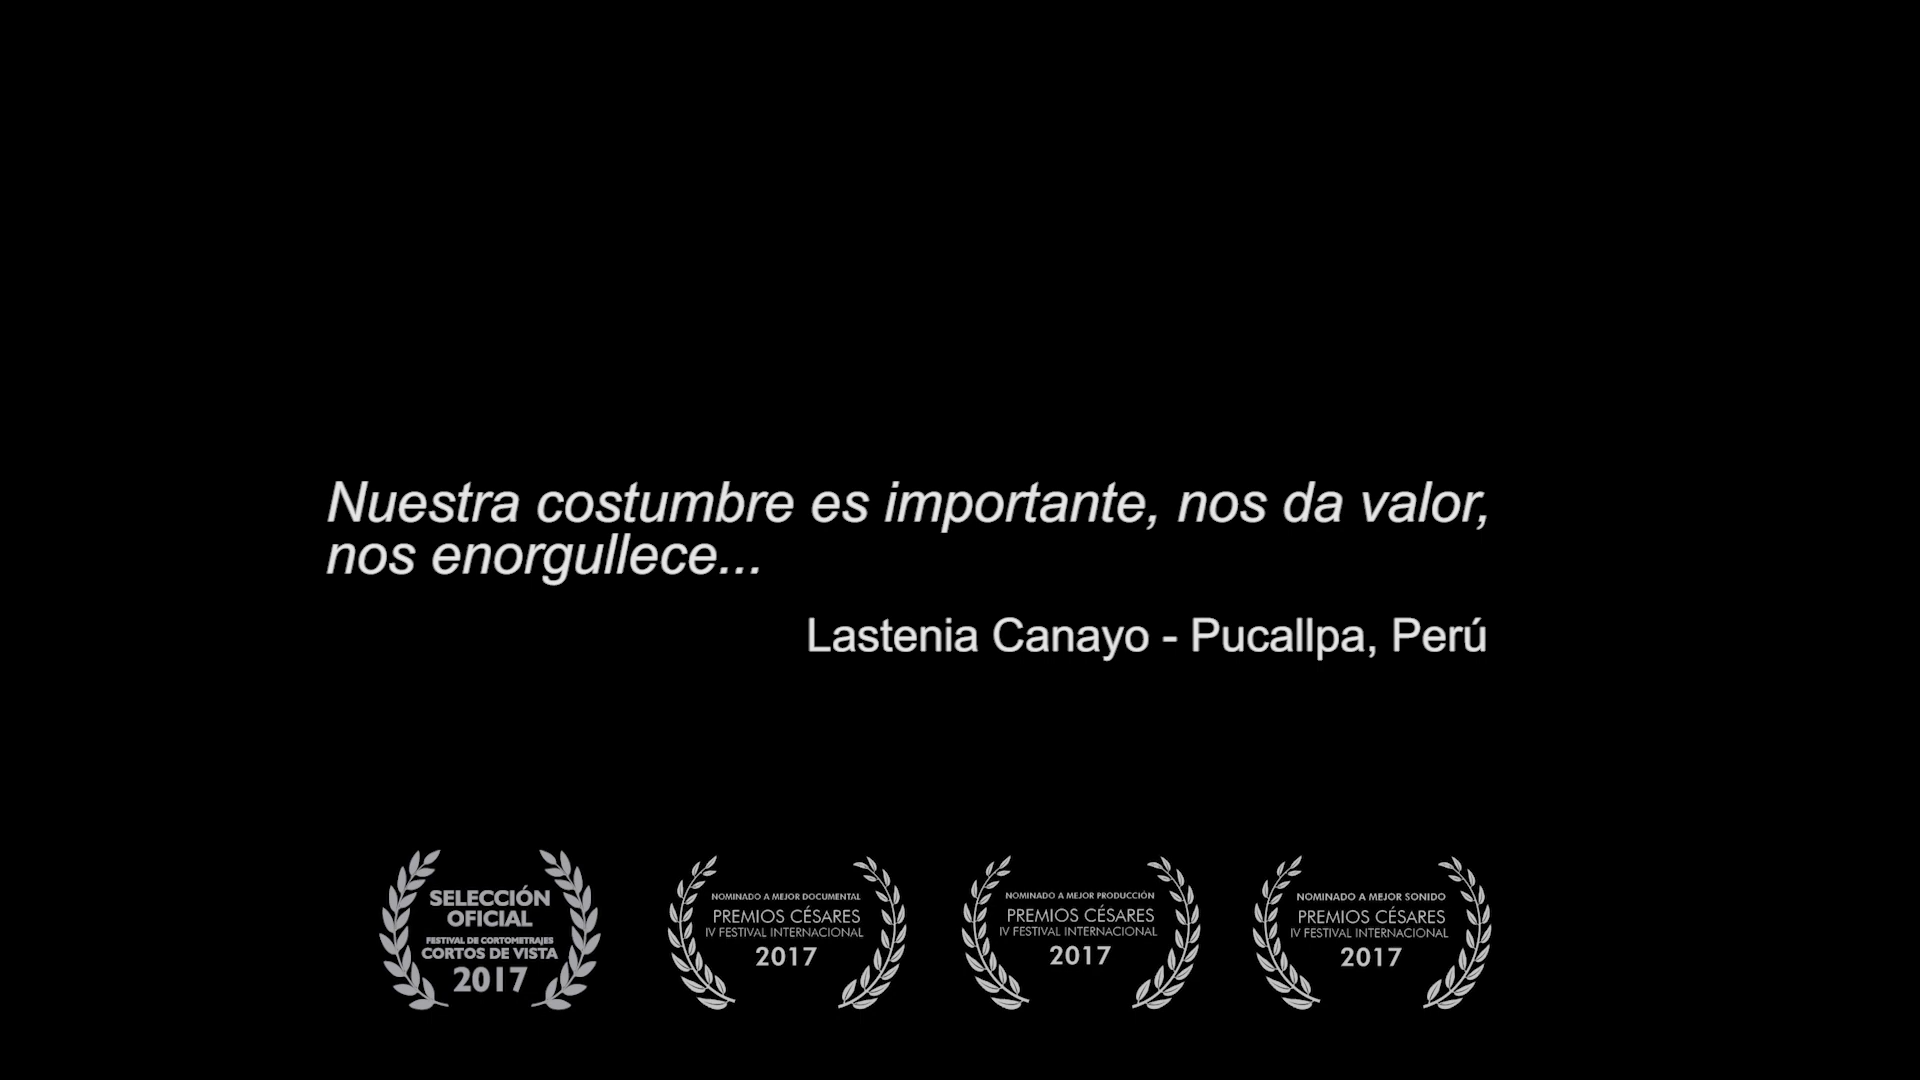 Nuestra costumbre es importante, nos da valor,
nos enorgullece...
Lastenia Canayo - Pucallpa, Perú
SELECCIÓN
OFICIAL
FESTIVAL DE CORTOMETRAJES
CORTOS DE VISTA
2017
NOMINADO A MEJOR DOCUMENTAL
PREMIOS CÉSARES
IV FESTIVAL INTERNACIONAL
2017
NOMINADO A MEJOR PRODUCCIÓN
PREMIOS CÉSARES
IV FESTIVAL INTERNACIONAL
2017
NOMINADO A MEJOR SONIDO
PREMIOS CÉSARES
IV FESTIVAL INTERNACIONAL
2017